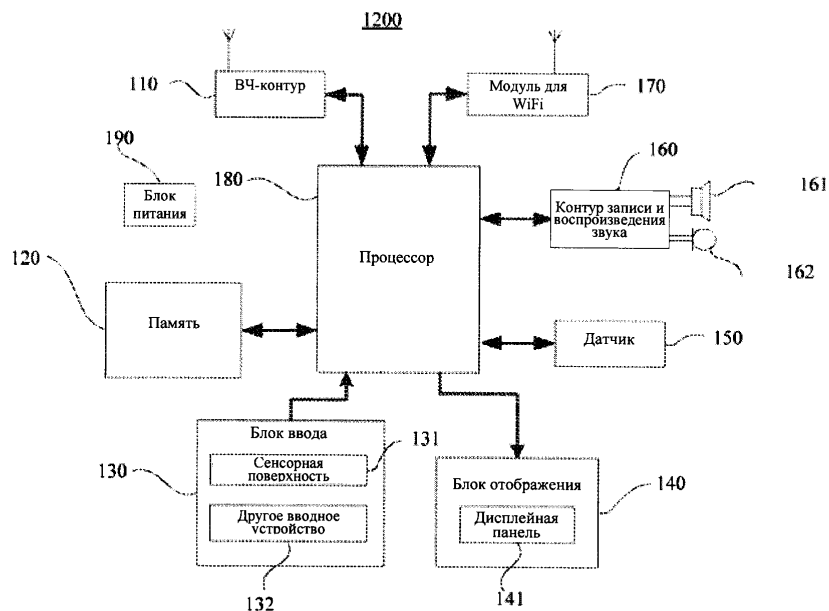 1200
110
ВЧ-контур
Модуль для
WiFi
170
190
Блок
питания
180
160
161
Контур записи и
воспроизведения
звука
162
Процессор
120
Память
Датчик
150
Блок ввода
131
130
Сенсорная
поверхность
Другое вводное
устройство
132
Блок отображения
140
Дисплейная
панель
141